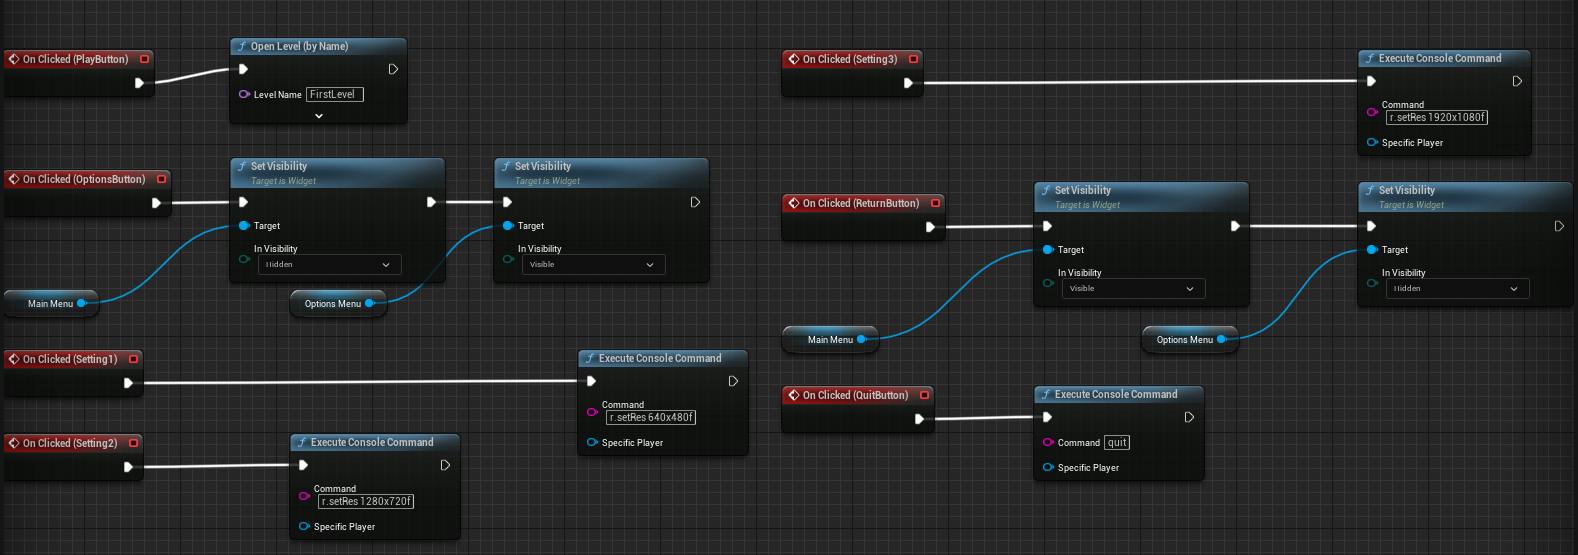 On Clicked (PlayButton)
Open Level (by Name)
Level Name FirstLevel
On Clicked (OptionsButton)
Set Visibility
Target is Widget
Target
In Visibility
Hidden
Set Visibility
Target is Widget
Target
In Visibility
Visible
Main Menu
Options Menu
On Clicked (Setting1)
Execute Console Command
Command
r.setRes 640x480f
Specific Player
On Clicked (Setting2)
Execute Console Command
Command
r.setRes 1280x720f
Specific Player
On Clicked (Setting3)
Execute Console Command
Command
r.setRes 1920x1080f
Specific Player
On Clicked (ReturnButton)
Set Visibility
Target is Widget
Target
In Visibility
Visible
Set Visibility
Target is Widget
Target
In Visibility
Hidden
Main Menu
Options Menu
On Clicked (QuitButton)
Execute Console Command
Command quit
Specific Player